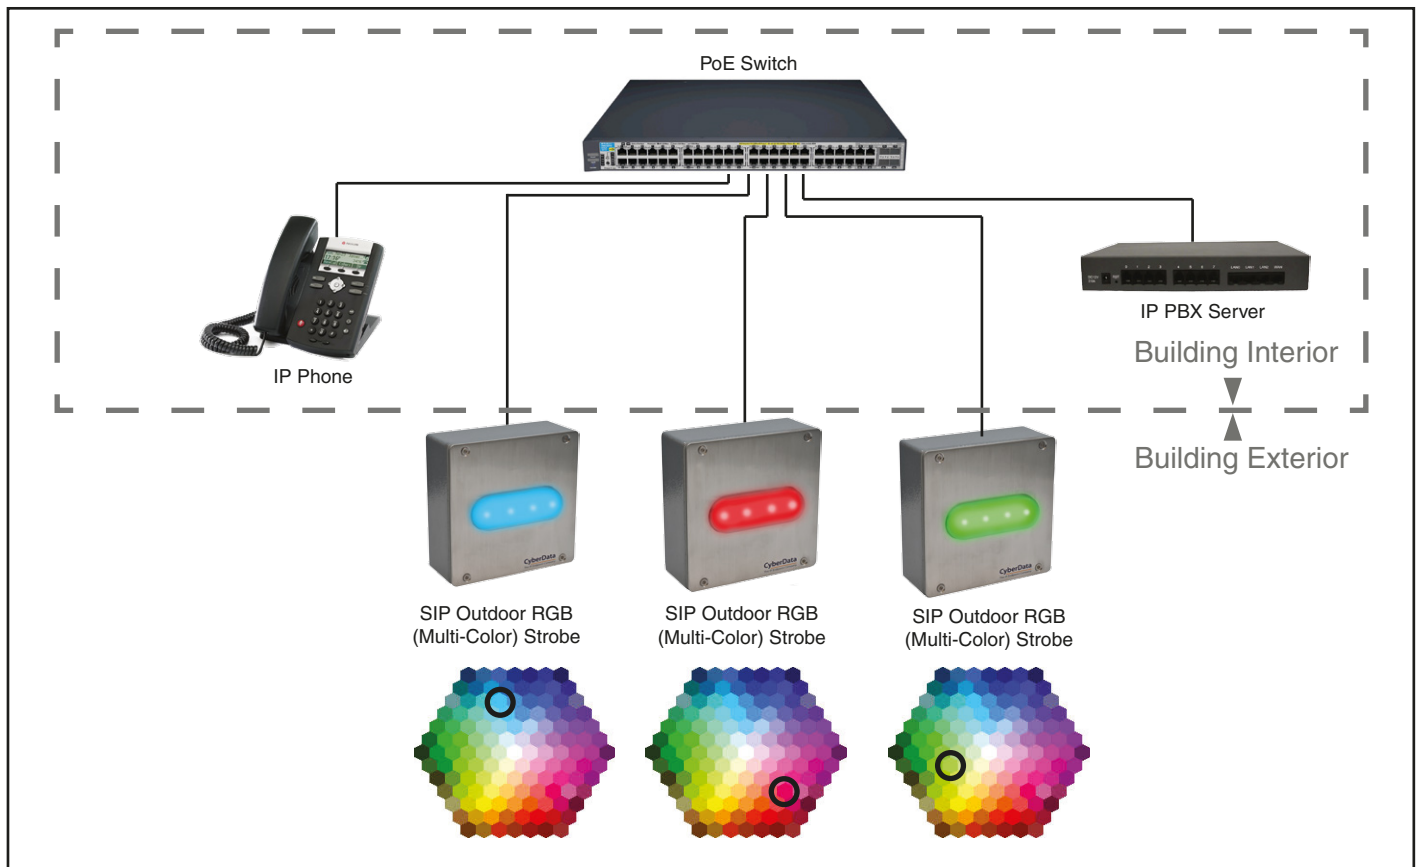 PoE Switch
IP Phone
IP PBX Server
Building Interior
Building Exterior
CyberData
CyberData
CyberData
SIP Outdoor RGB
(Multi-Color) Strobe
SIP Outdoor RGB
(Multi-Color) Strobe
SIP Outdoor RGB
(Multi-Color) Strobe